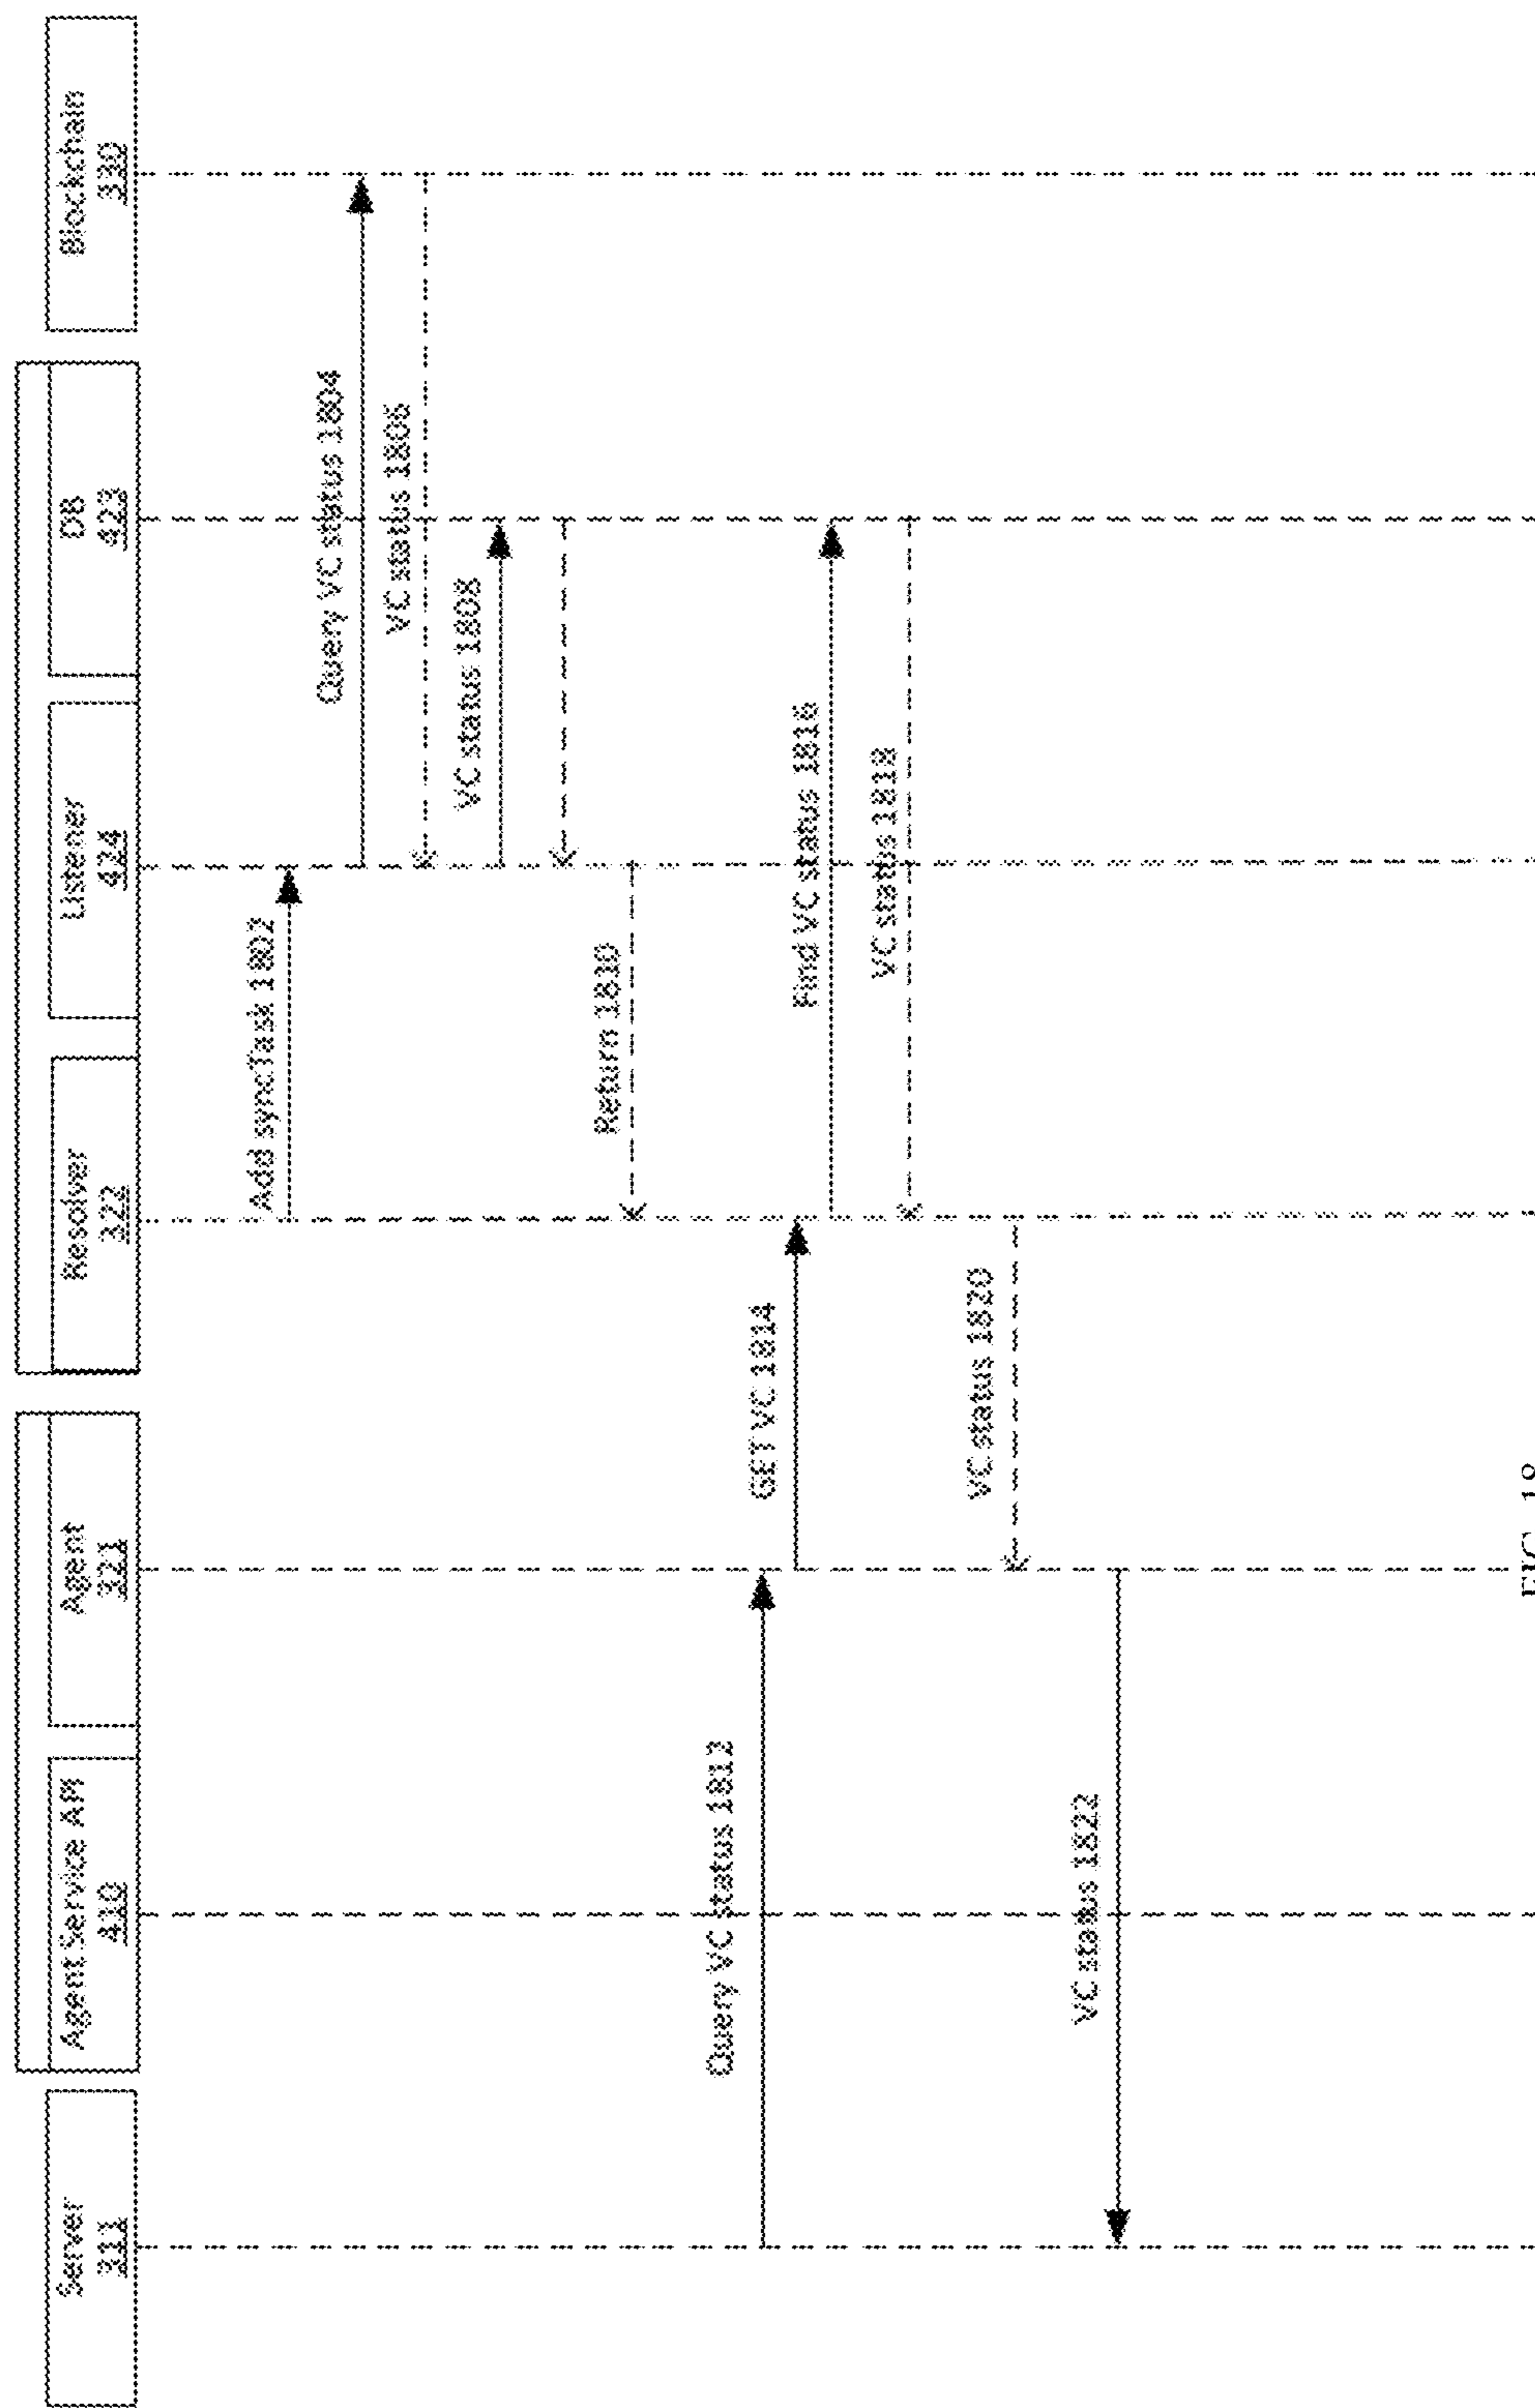 Server
311
Agent Service API
410
Agent
321
Resolver
322
Listener
424
DB
423
Blockchain
330
Add syncTask 1802
Query VC status 1804
VC status 1806
VC status 1808
Return 1810
Query VC status 1812
GET VC 1814
Find VC status 1816
VC status 1818
VC status 1820
VC status 1822
FIG. 18